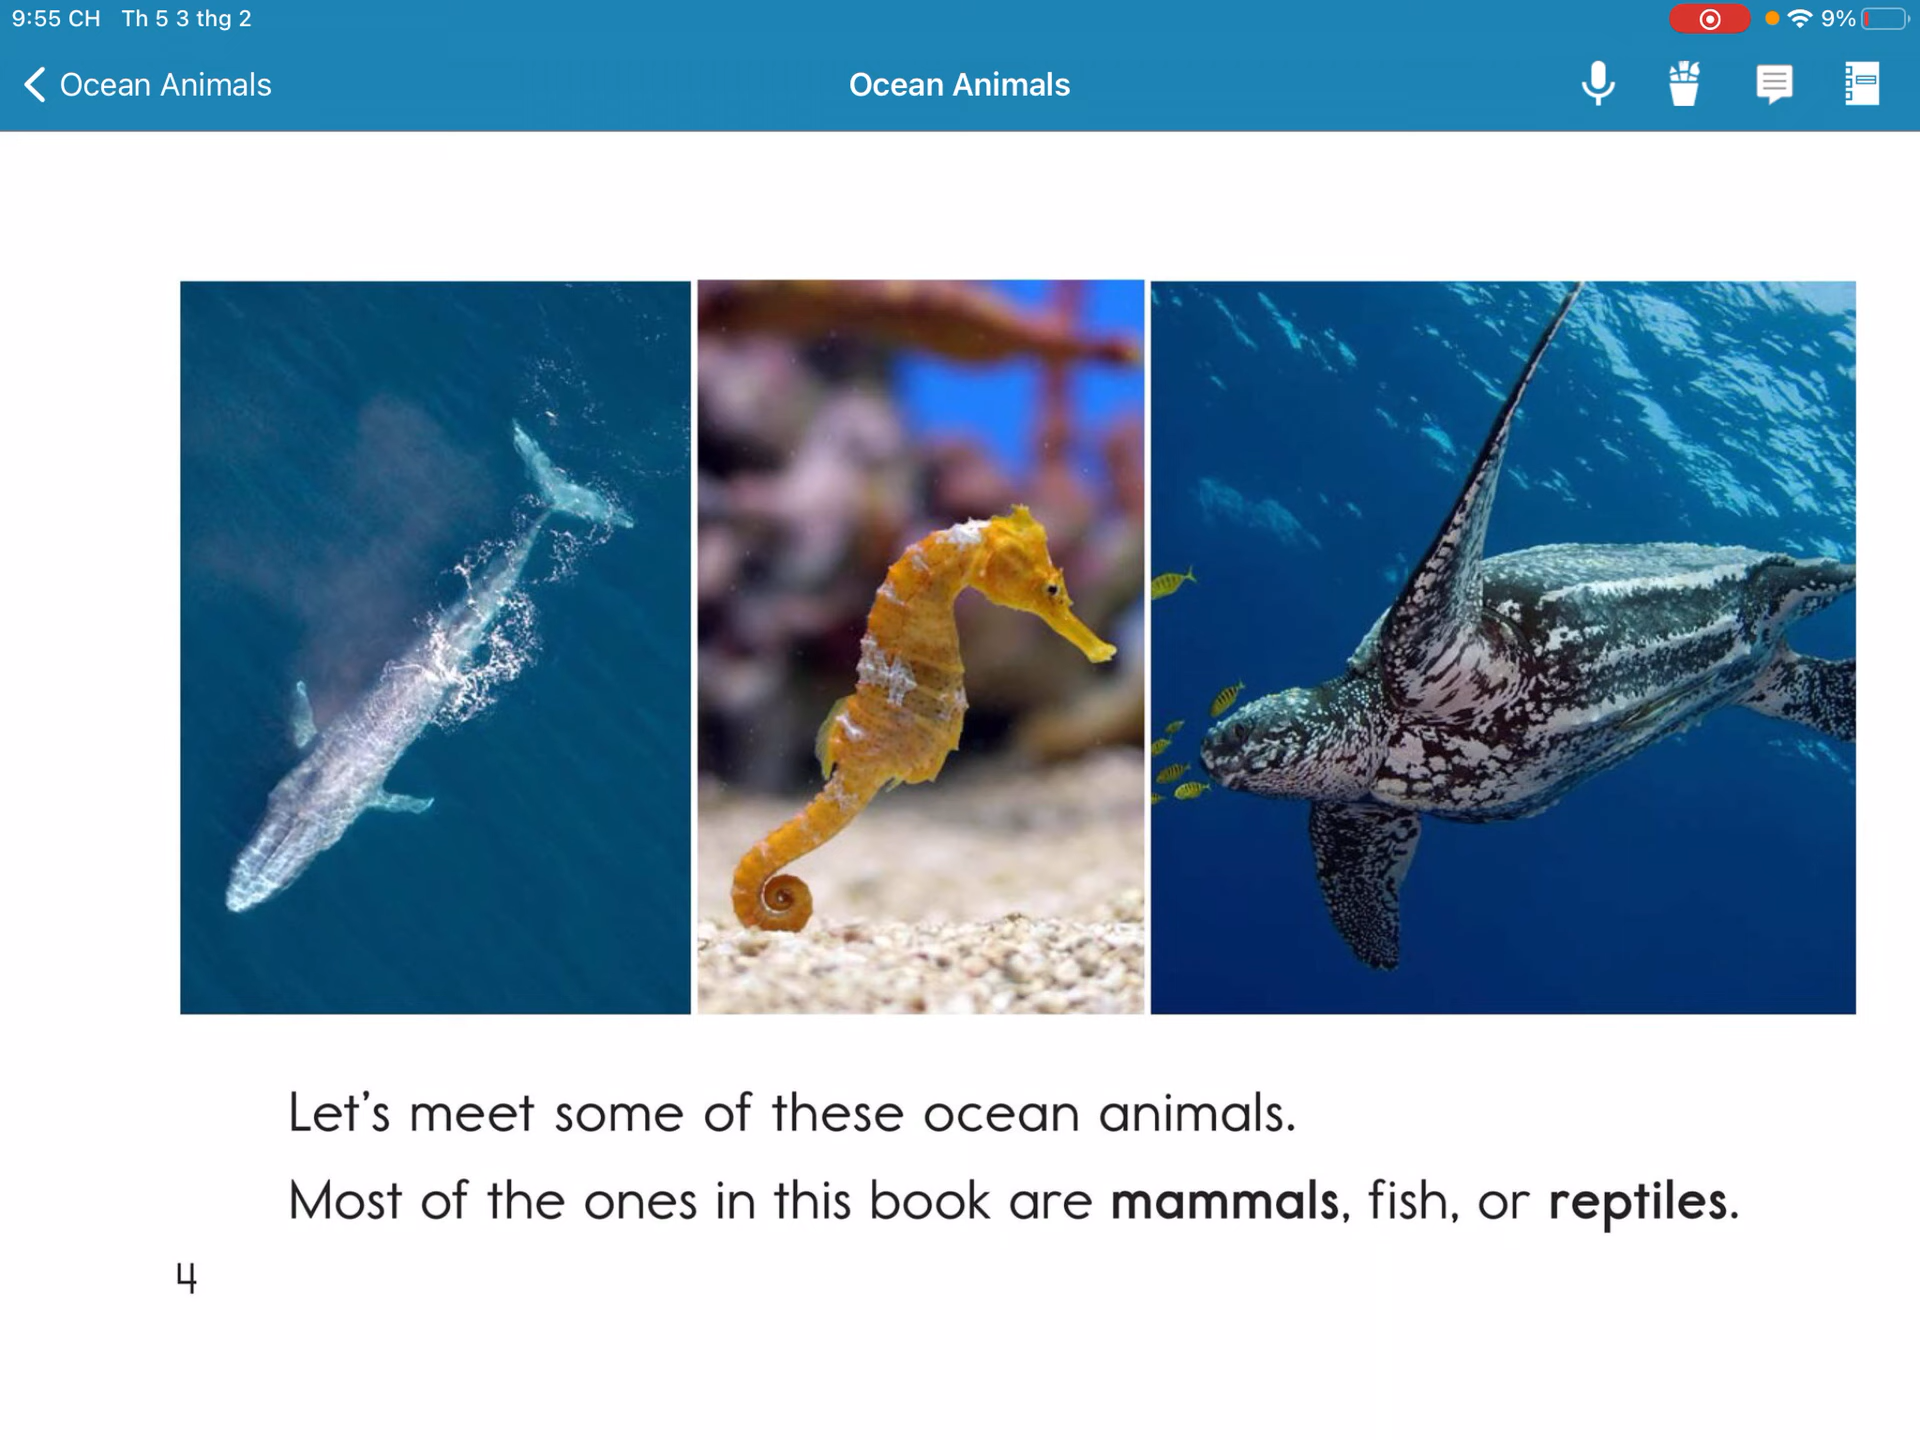 9:55 CH Th 5 3 thg 2
9%
Ocean Animals
Ocean Animals
Let's meet some of these ocean animals.
Most of the ones in this book are mammals, fish, or reptiles.
4